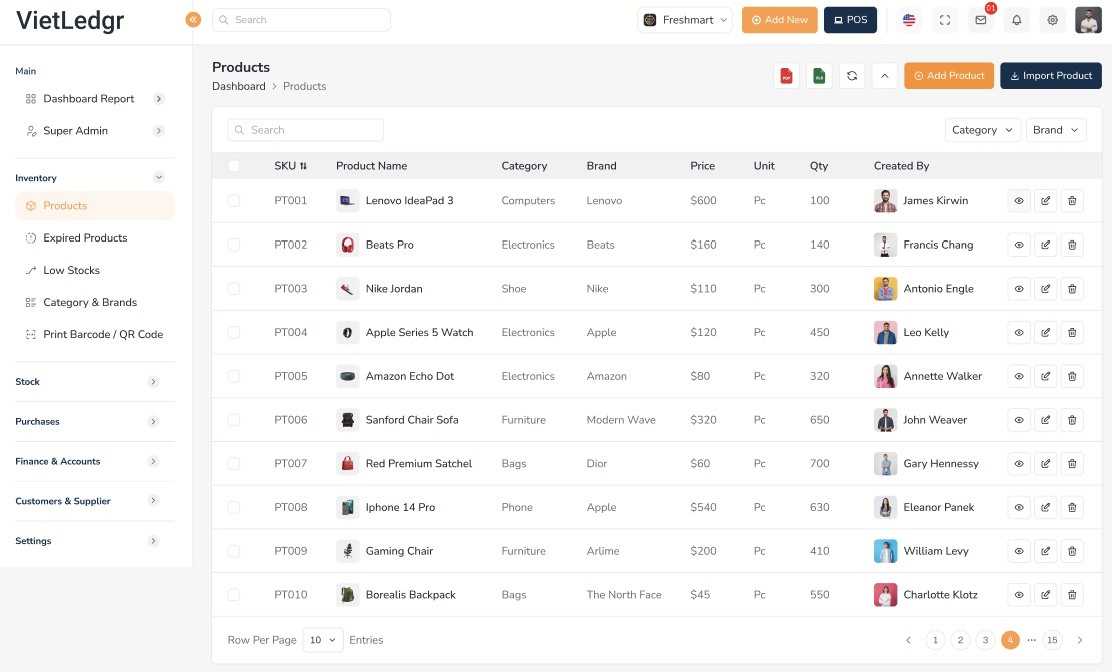 VietLedgr
Search
Freshmart
Add New
POS
01
Main
Dashboard Report
Super Admin
Inventory
Products
Expired Products
Low Stocks
Category & Brands
Print Barcode / QR Code
Stock
Purchases
Finance & Accounts
Customers & Supplier
Settings
Products
Dashboard > Products
PDF
XLS
Add Product
Import Product
Search
Category
Brand
SKU Product Name Category Brand Price Unit Qty Created By
PT001 Lenovo IdeaPad 3 Computers Lenovo $600 Pc 100 James Kirwin
PT002 Beats Pro Electronics Beats $160 Pc 140 Francis Chang
PT003 Nike Jordan Shoe Nike $110 Pc 300 Antonio Engle
PT004 Apple Series 5 Watch Electronics Apple $120 Pc 450 Leo Kelly
PT005 Amazon Echo Dot Electronics Amazon $80 Pc 320 Annette Walker
PT006 Sanford Chair Sofa Furniture Modern Wave $320 Pc 650 John Weaver
PT007 Red Premium Satchel Bags Dior $60 Pc 700 Gary Hennessy
PT008 Iphone 14 Pro Phone Apple $540 Pc 630 Eleanor Panek
PT009 Gaming Chair Furniture Arlime $200 Pc 410 William Levy
PT010 Borealis Backpack Bags The North Face $45 Pc 550 Charlotte Klotz
Row Per Page 10 Entries
1 2 3 4 ... 15